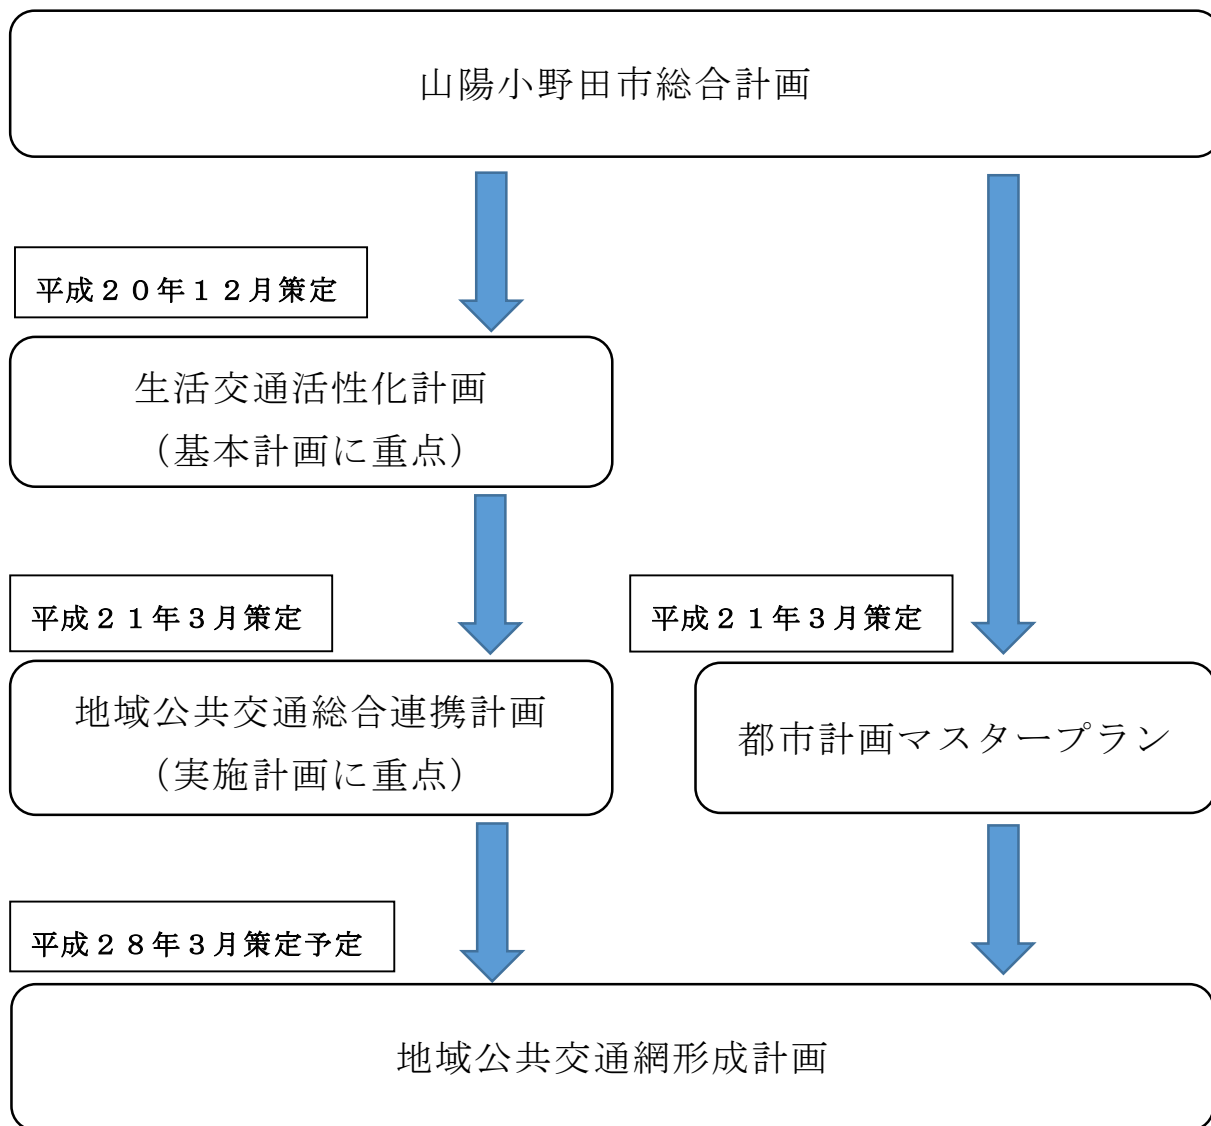 山陽小野田市総合計画
平成２０年１２月策定
生活交通活性化計画
（基本計画に重点）
平成２１年３月策定
地域公共交通総合連携計画
（実施計画に重点）
平成２１年３月策定
都市計画マスタープラン
平成２８年３月策定予定
地域公共交通網形成計画